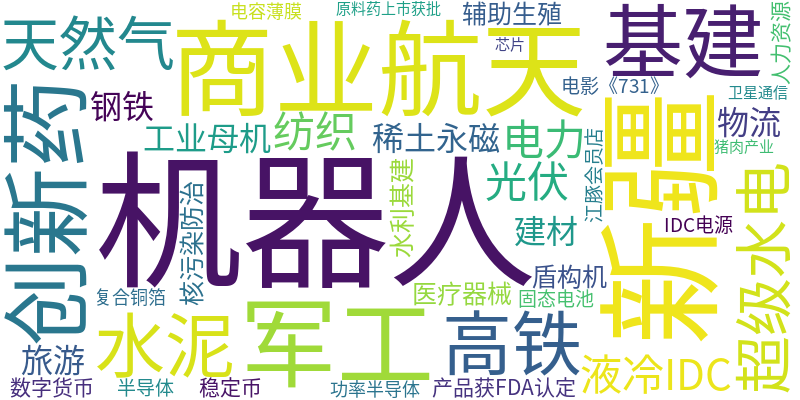 电容薄膜
原料药上市获批
辅助生殖
天然气
商业航天
芯片
基建
人力资源
钢铁
电影《731》
卫星通信
创新药
工业母机
纺织
稀土永磁
电力
物流
江豚会员店
新疆
猪肉产业
机器人
光伏
超级水电
核污染防治
水利基建
建材
IDC电源
盾构机
复合铜箔
医疗器械
固态电池
水泥
军工
高铁
旅游
液冷IDC
数字货币
半导体
稳定币
功率半导体
产品获FDA认定